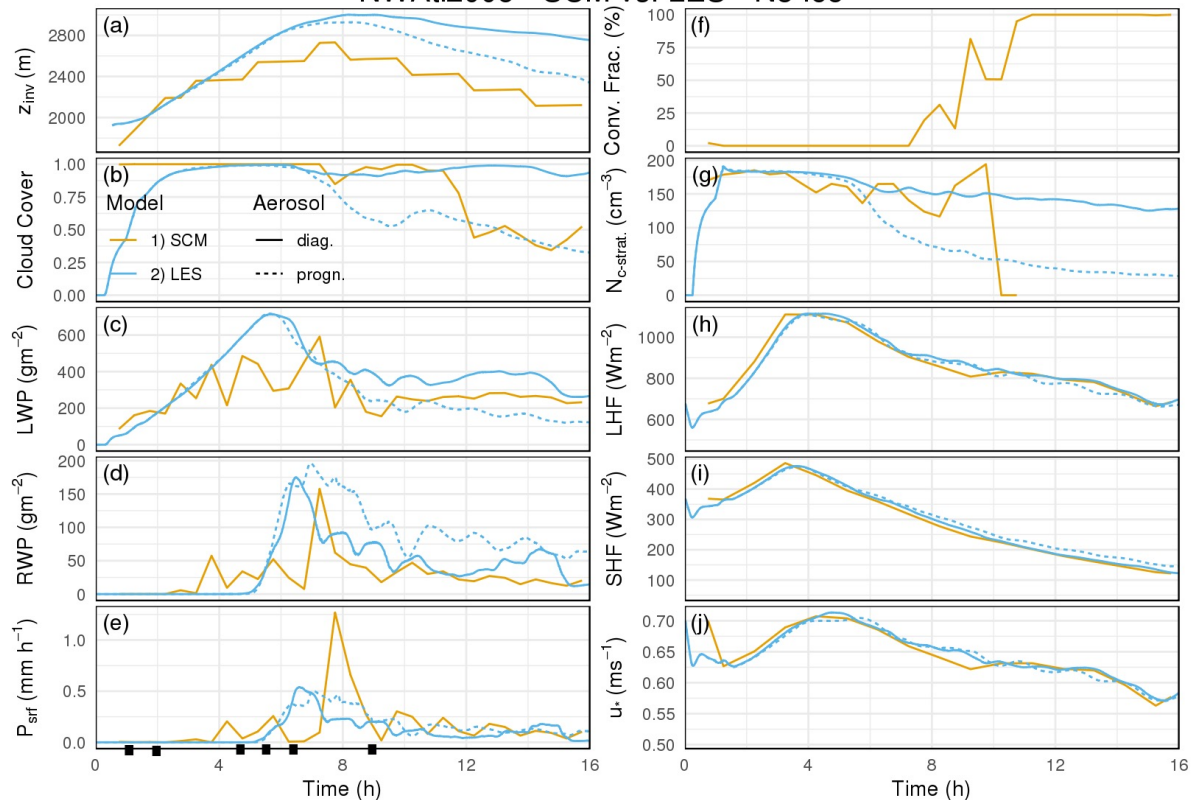 (a)
z_inv (m)
2800
2400
2000
(b)
Cloud Cover
1.00
0.75
0.50
0.25
0.00
Model
Aerosol
1) SCM
diag.
2) LES
progn.
(c)
LWP (gm⁻²)
600
400
200
0
(d)
RWP (gm⁻²)
200
150
100
50
0
(e)
P_srf (mm h⁻¹)
1.0
0.5
0.0
0 4 8 12 16
Time (h)
(f)
Conv. Frac. (%)
100
75
50
25
0
(g)
N_c-strat. (cm⁻³)
200
150
100
50
0
(h)
LHF (Wm⁻²)
1000
800
600
(i)
SHF (Wm⁻²)
500
400
300
200
100
(j)
u* (ms⁻¹)
0.70
0.65
0.60
0.55
0.50
0 4 8 12 16
Time (h)